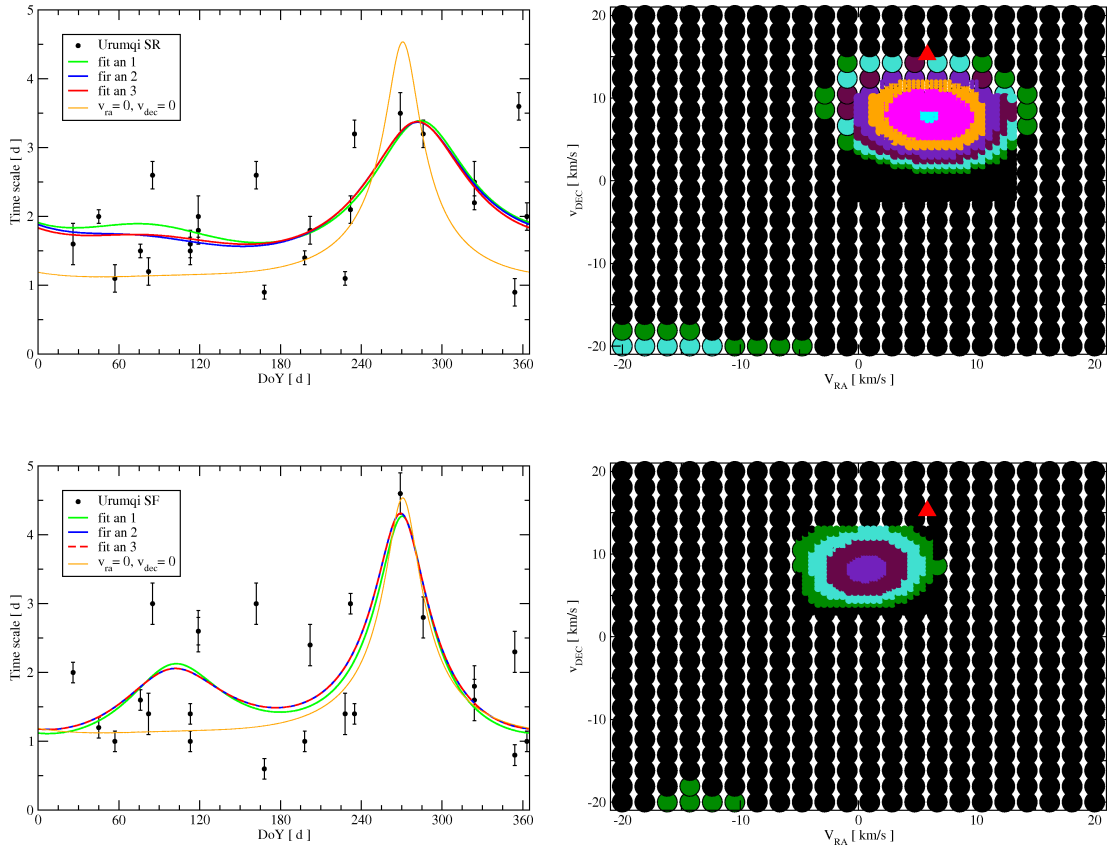 5
4
3
2
1
0
Time scale [ d ]
Urumqi SR
fit an 1
fir an 2
fit an 3
v_ra = 0, v_dec = 0
0 60 120 180 240 300 360
DoY [ d ]
20
10
0
-10
-20
v_DEC [ km/s ]
-20 -10 0 10 20
V_RA [ km/s ]
5
4
3
2
1
0
Time scale [ d ]
Urumqi SF
fit an 1
fir an 2
fit an 3
v_ra = 0, v_dec = 0
0 60 120 180 240 300 360
DoY [ d ]
20
10
0
-10
-20
v_DEC [ km/s ]
-20 -10 0 10 20
V_RA [ km/s ]